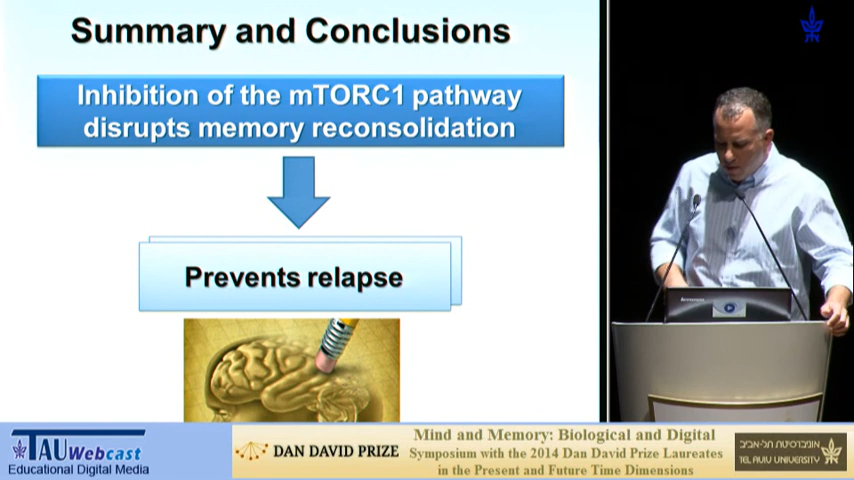 Summary and Conclusions
Inhibition of the mTORC1 pathway
disrupts memory reconsolidation
Prevents relapse
TAU Webcast
Educational Digital Media
DAN DAVID PRIZE
Mind and Memory: Biological and Digital
Symposium with the 2014 Dan David Prize Laureates
in the Present and Future Time Dimensions
אוניברסיטת תל-אביב
TEL AVIV UNIVERSITY